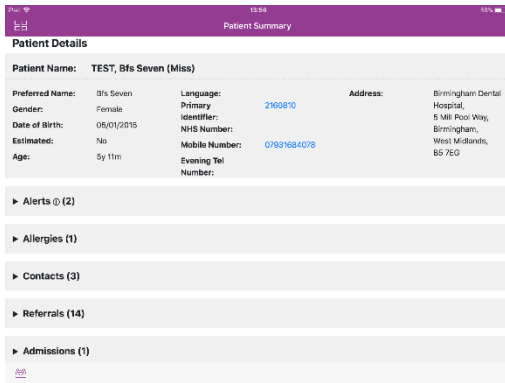 iPad
13:56
55%
Patient Summary
Patient Details
Patient Name: TEST, Bfs Seven (Miss)
Preferred Name: Bfs Seven
Gender: Female
Date of Birth: 05/01/2015
Estimated: No
Age: 5y 11m
Language:
Primary Identifier: 2160810
NHS Number:
Mobile Number: 07931684078
Evening Tel
Number:
Address: Birmingham Dental
Hospital,
5 Mill Pool Way,
Birmingham,
West Midlands,
B5 7EG
▶ Alerts (2)
▶ Allergies (1)
▶ Contacts (3)
▶ Referrals (14)
▶ Admissions (1)